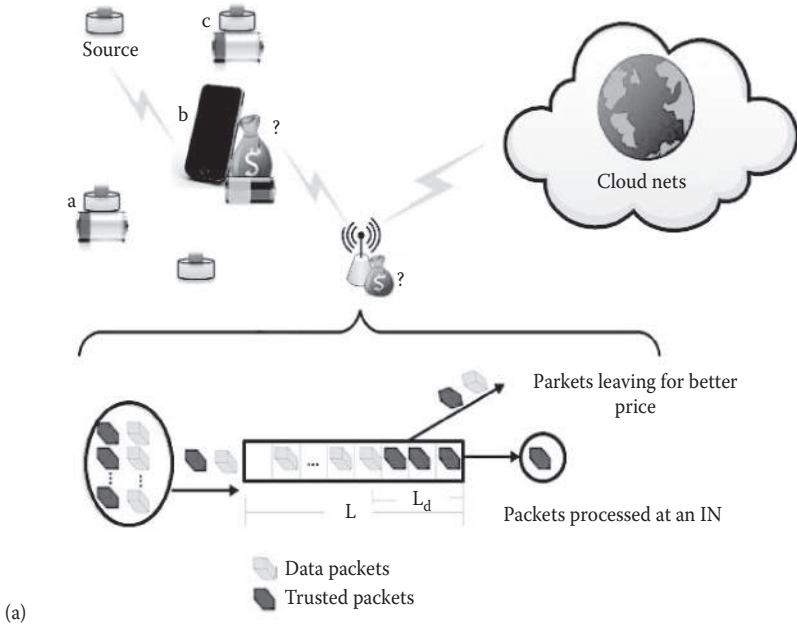 c
Source
b
?
$
a
Cloud nets
$
?
Parkets leaving for better
price
...
L
L_d
Packets processed at an IN
Data packets
Trusted packets
(a)